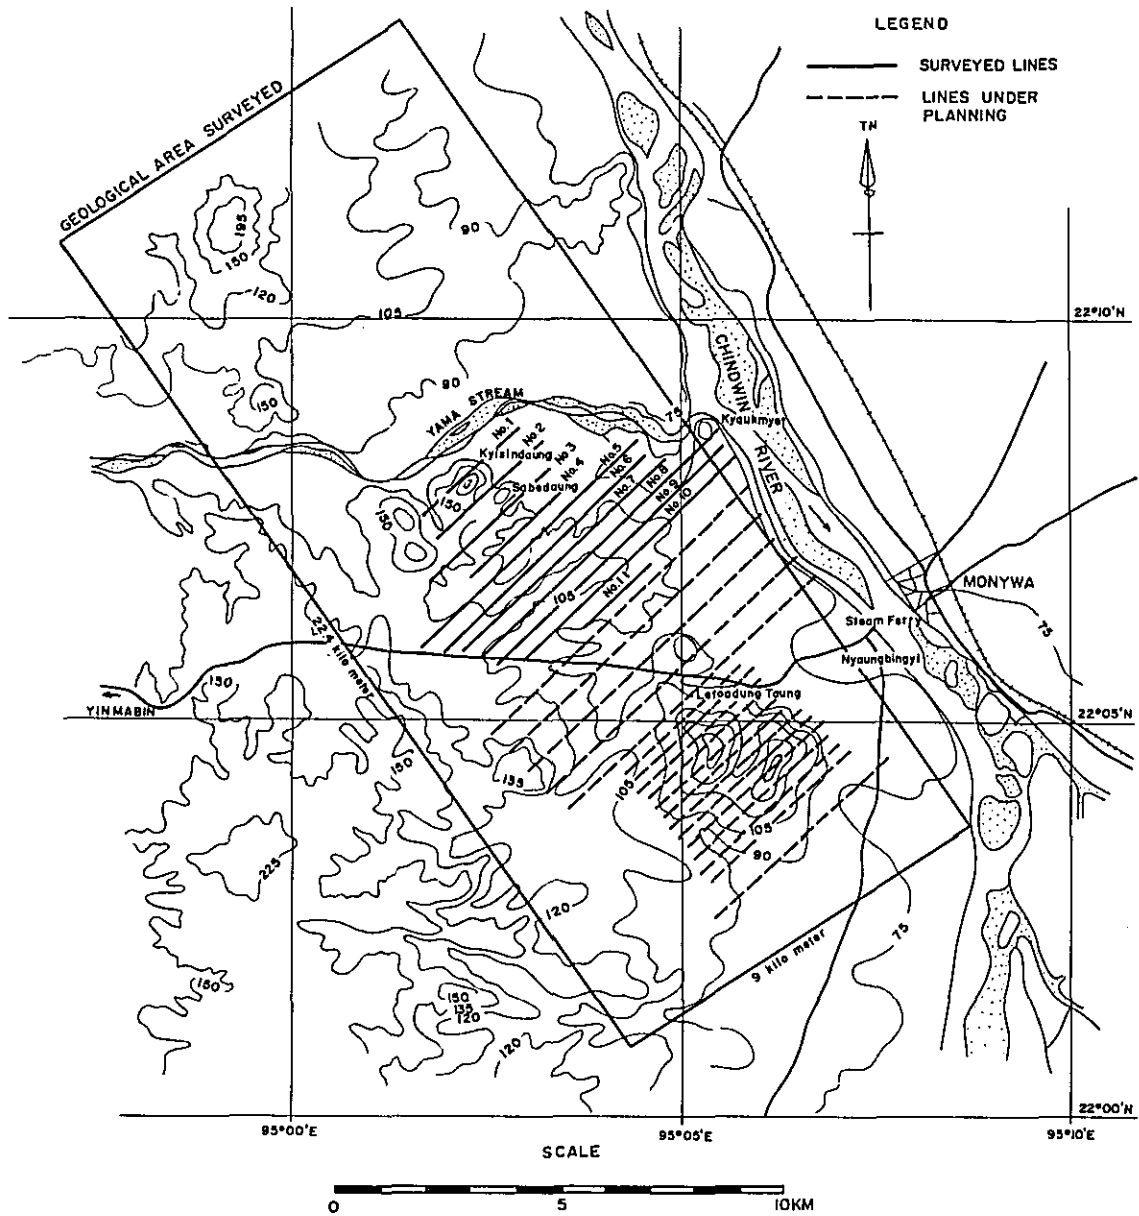 LEGEND
SURVEYED LINES
LINES UNDER
PLANNING
TN
GEOLOGICAL AREA SURVEYED
195
150
120
90
105
22°10'N
CHINDWIN
RIVER
90
150
YAMA STREAM
75
Kyaukmyet
No.1
No.2
No.3
No.4
No.5
No.6
No.7
No.8
No.9
No.10
Kyisindaung
Sabedaung
150
150
105
No.11
MONYWA
75
Steam Ferry
Nyaungbingyi
22.4 kilo meter
150
YINMABIN
Letpadung Taung
22°05'N
150
135
105
105
90
225
120
75
9 kilo meter
150
150
135
120
120
22°00'N
95°00'E
95°05'E
95°10'E
SCALE
0 5 10KM